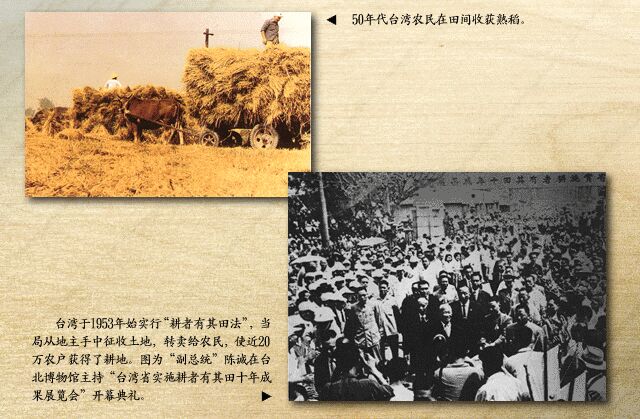 ◀ 50年代台湾农民在田间收获熟稻。
台湾于1953年始实行“耕者有其田法”，当
局从地主手中征收土地，转卖给农民，使近20
万农户获得了耕地。图为“副总统”陈诚在台
北博物馆主持“台湾省实施耕者有其田十年成
果展览会”开幕典礼。 ▶